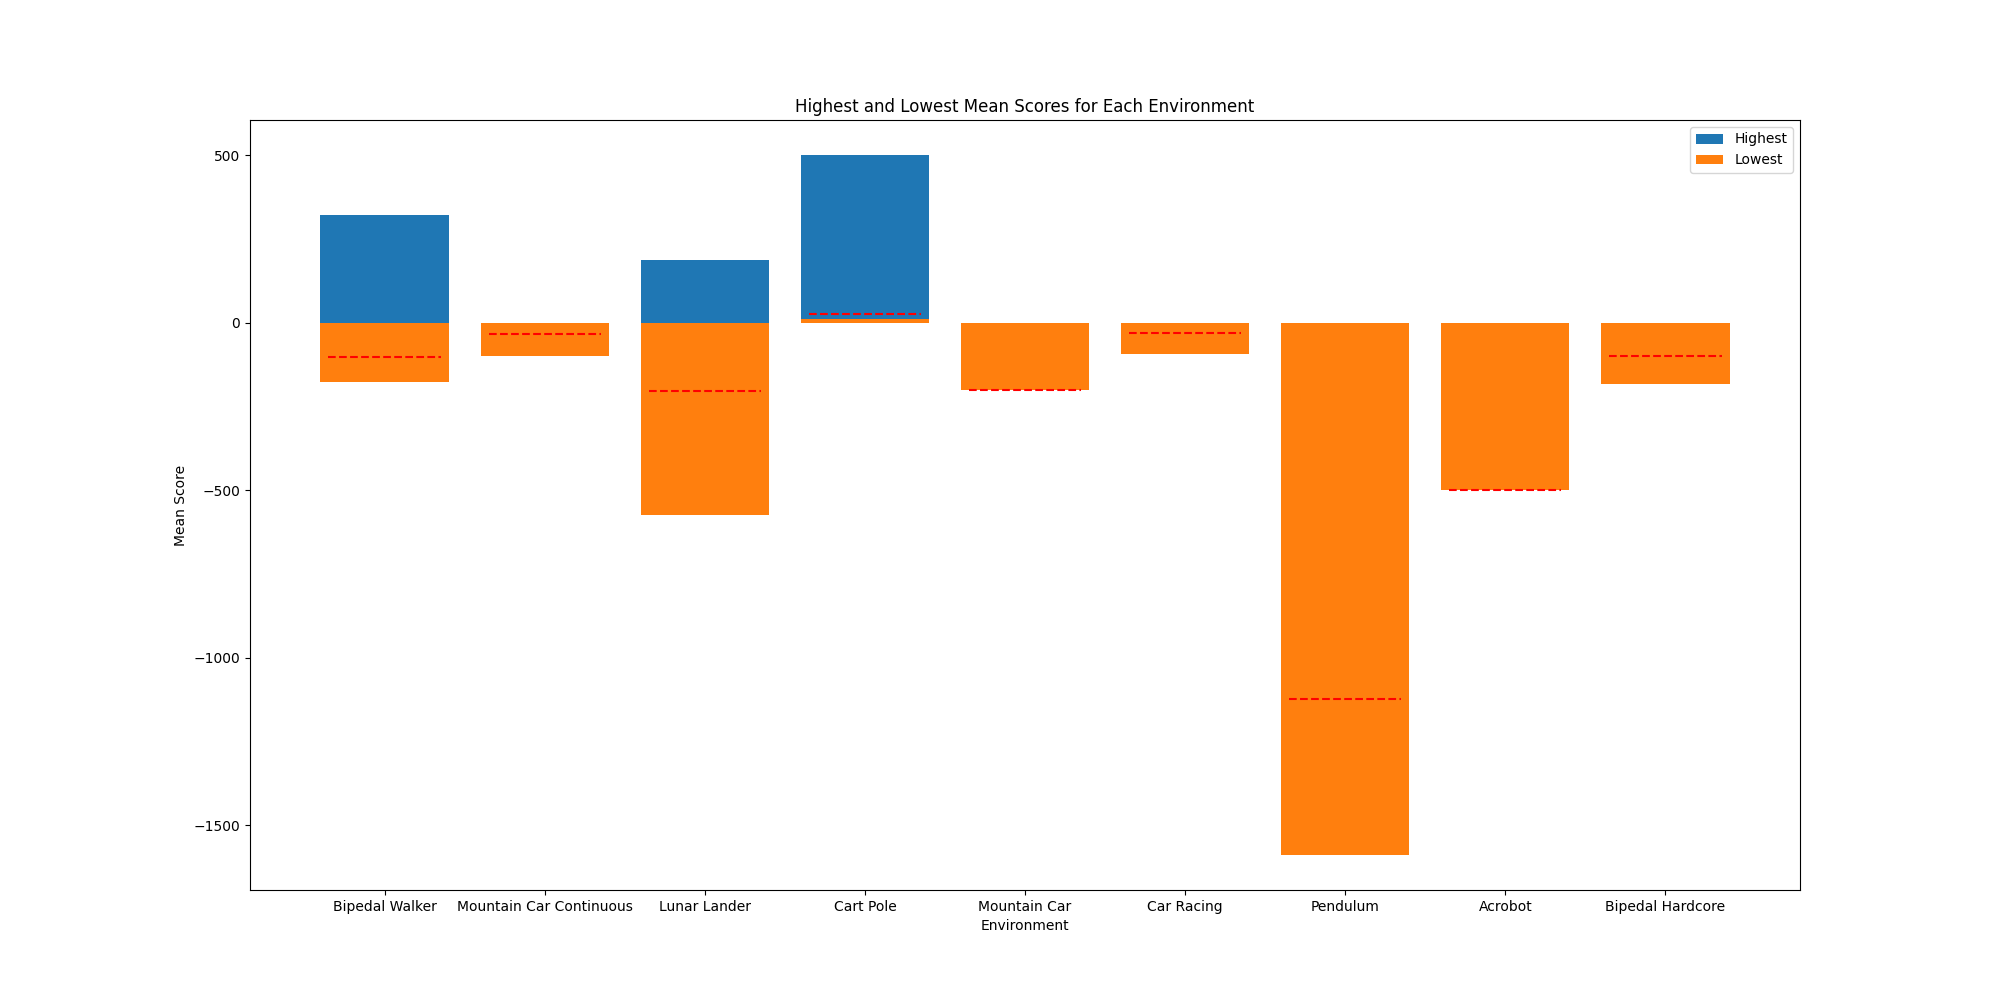 Highest and Lowest Mean Scores for Each Environment
Highest
Lowest
500
0
−500
−1000
−1500
Mean Score
Bipedal Walker
Mountain Car Continuous
Lunar Lander
Cart Pole
Mountain Car
Car Racing
Pendulum
Acrobot
Bipedal Hardcore
Environment